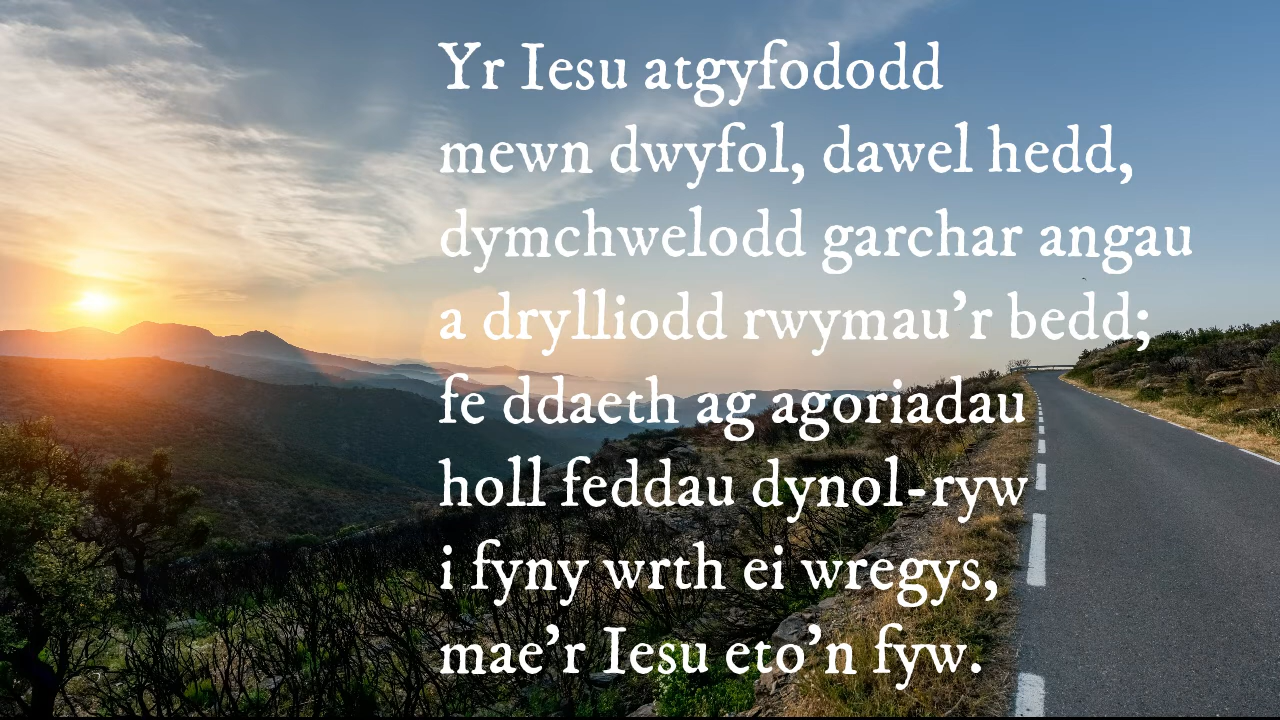 Yr Iesu atgyfododd
mewn dwyfol, dawel hedd,
dymchwelodd garchar angau
a drylliodd rwymau’r bedd;
fe ddaeth ag agoriadau
holl feddau dynol-ryw
i fyny wrth ei wregys,
mae’r Iesu eto’n fyw.